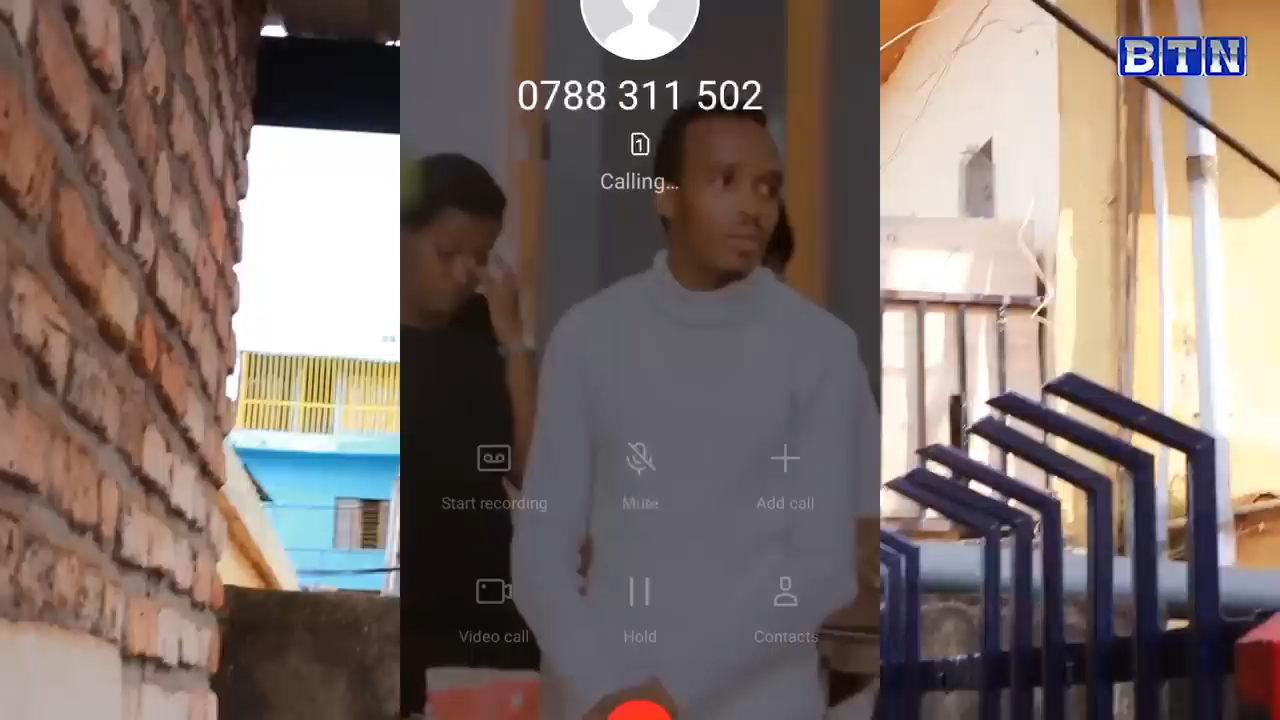 BTN
0788 311 502
1
Calling...
Start recording
Mute
Add call
Video call
Hold
Contacts